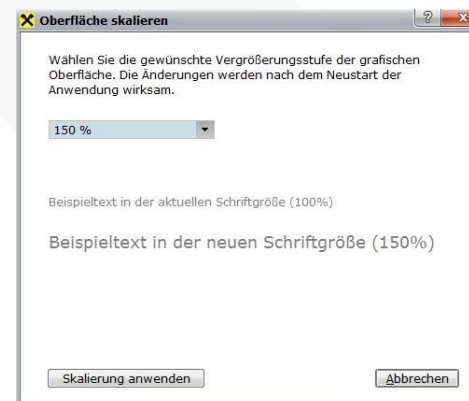 Oberfläche skalieren
Wählen Sie die gewünschte Vergrößerungsstufe der grafischen
Oberfläche. Die Änderungen werden nach dem Neustart der
Anwendung wirksam.
150 %
Beispieltext in der aktuellen Schriftgröße (100%)
Beispieltext in der neuen Schriftgröße (150%)
Skalierung anwenden
Abbrechen